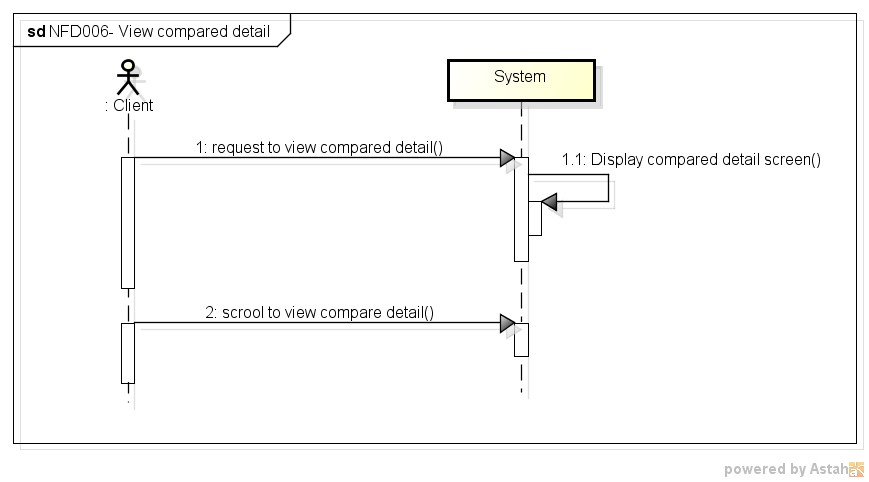 sd NFD006- View compared detail
: Client
System
1: request to view compared detail()
1.1: Display compared detail screen()
2: scrool to view compare detail()
powered by Astah